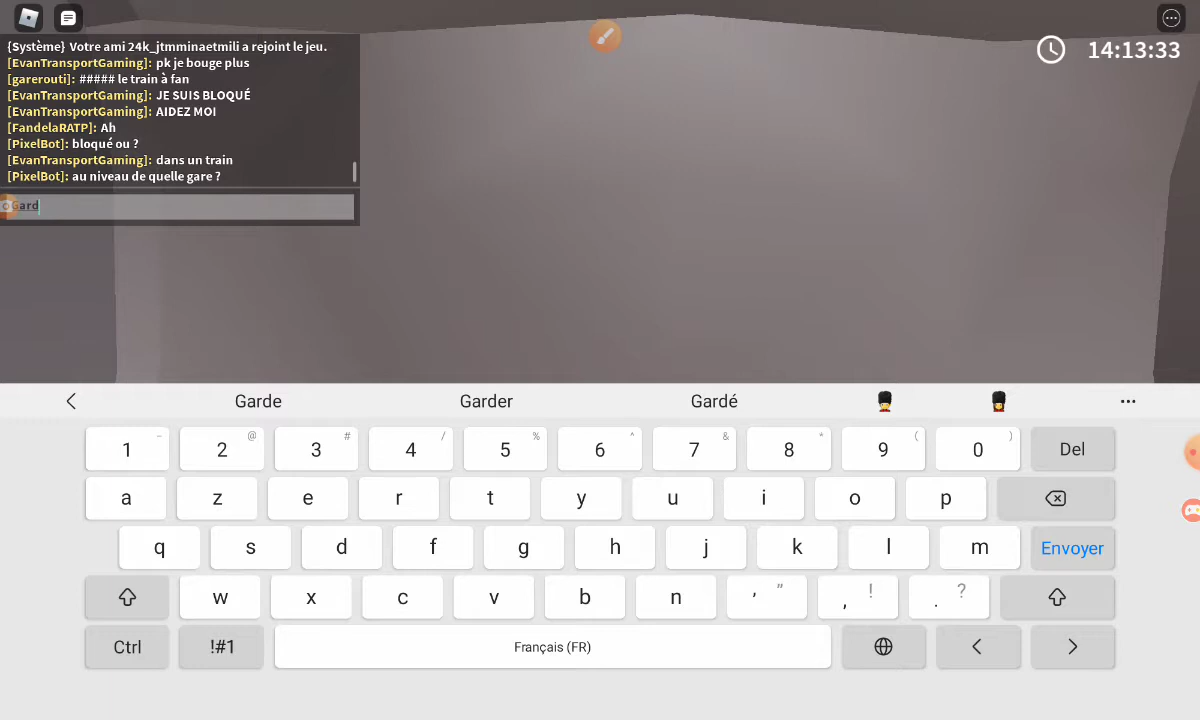 14:13:33
{Système} Votre ami 24k_jtmminaetmili a rejoint le jeu.
[EvanTransportGaming]: pk je bouge plus
[garerouti]: ##### le train à fan
[EvanTransportGaming]: JE SUIS BLOQUÉ
[EvanTransportGaming]: AIDEZ MOI
[FandelaRATP]: Ah
[PixelBot]: bloqué ou ?
[EvanTransportGaming]: dans un train
[PixelBot]: au niveau de quelle gare ?
Gard
Garde Garder Gardé ...
1 - 2 @ 3 # 4 / 5 % 6 ^ 7 & 8 * 9 ( 0 ) Del
a z e r t y u i o p
q s d f g h j k l m Envoyer
w x c v b n ' " , ! . ?
Ctrl !#1 Français (FR) < >